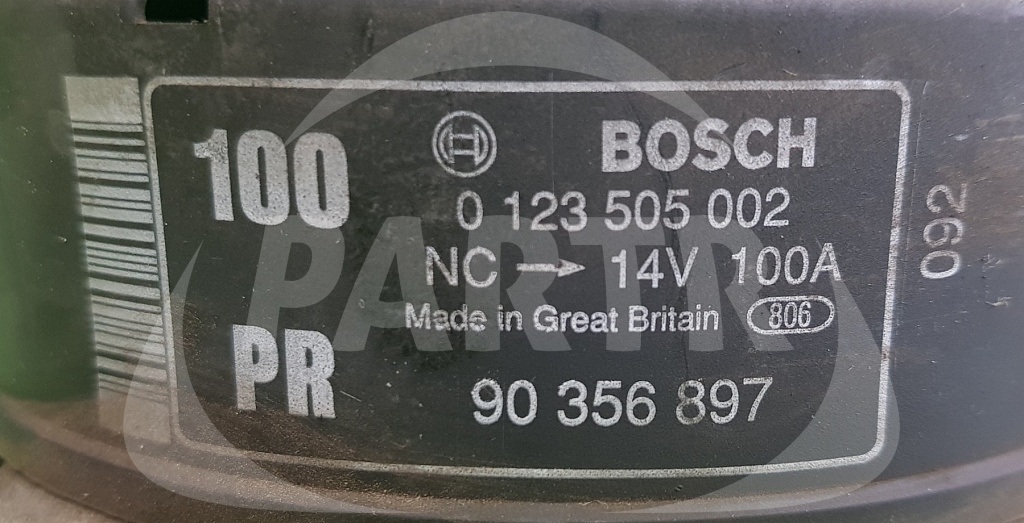 100
BOSCH
0 123 505 002
NC → 14V 100A
Made in Great Britain 806
PR
90 356 897
092
PARTR